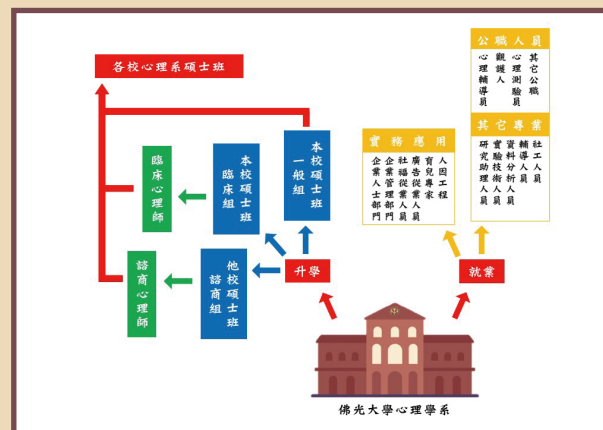 各校心理系碩士班
臨床心理師
諮商心理師
本校碩士班
臨床組
他校碩士班
諮商組
本校碩士班
一般組
升學
實務應用
人因工程
育兒專家
廣告從業人員
社福從業人員
企業管理部門
企業人士部門
公職人員
其它公職
心理測驗員
觀護人
心理輔導員
其它專業
社工人員
輔導人員
資料分析人員
實驗技術人員
研究助理人員
就業
佛光大學心理學系